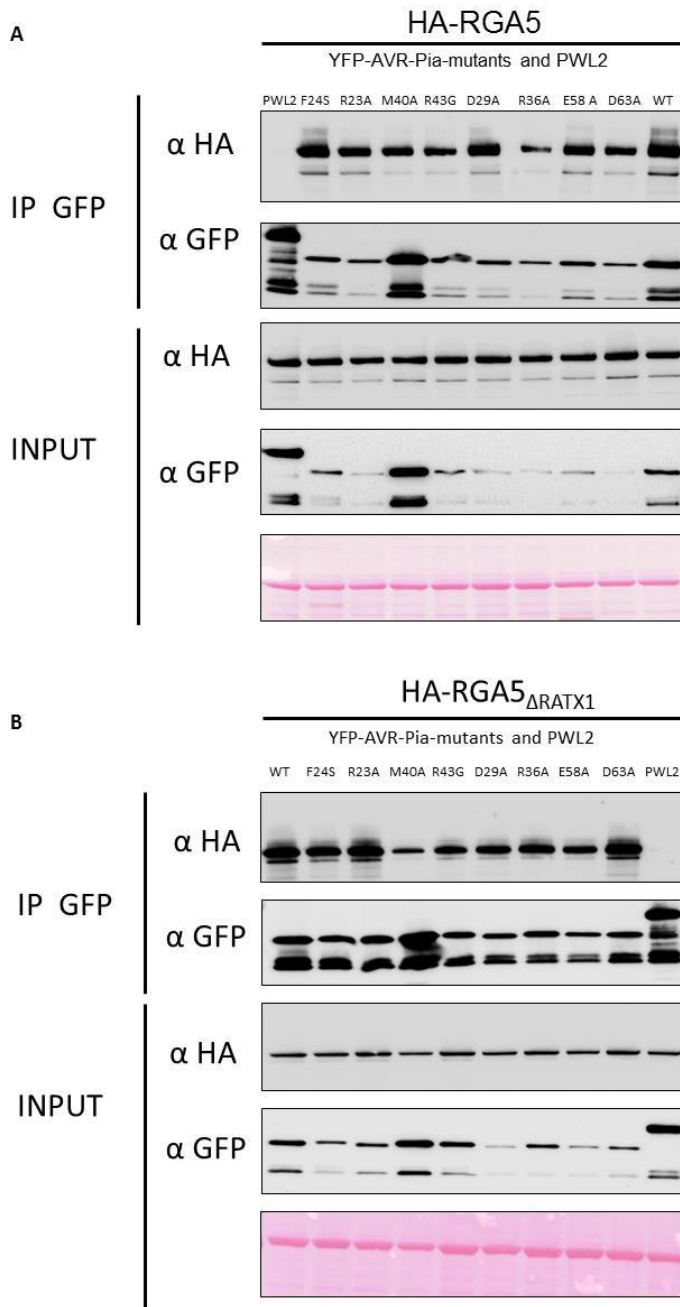 A
HA-RGA5
YFP-AVR-Pia-mutants and PWL2
PWL2 F24S R23A M40A R43G D29A R36A E58 A D63A WT
IP GFP
α HA
α GFP
INPUT
α HA
α GFP
B
HA-RGA5ΔRATX1
YFP-AVR-Pia-mutants and PWL2
WT F24S R23A M40A R43G D29A R36A E58A D63A PWL2
IP GFP
α HA
α GFP
INPUT
α HA
α GFP